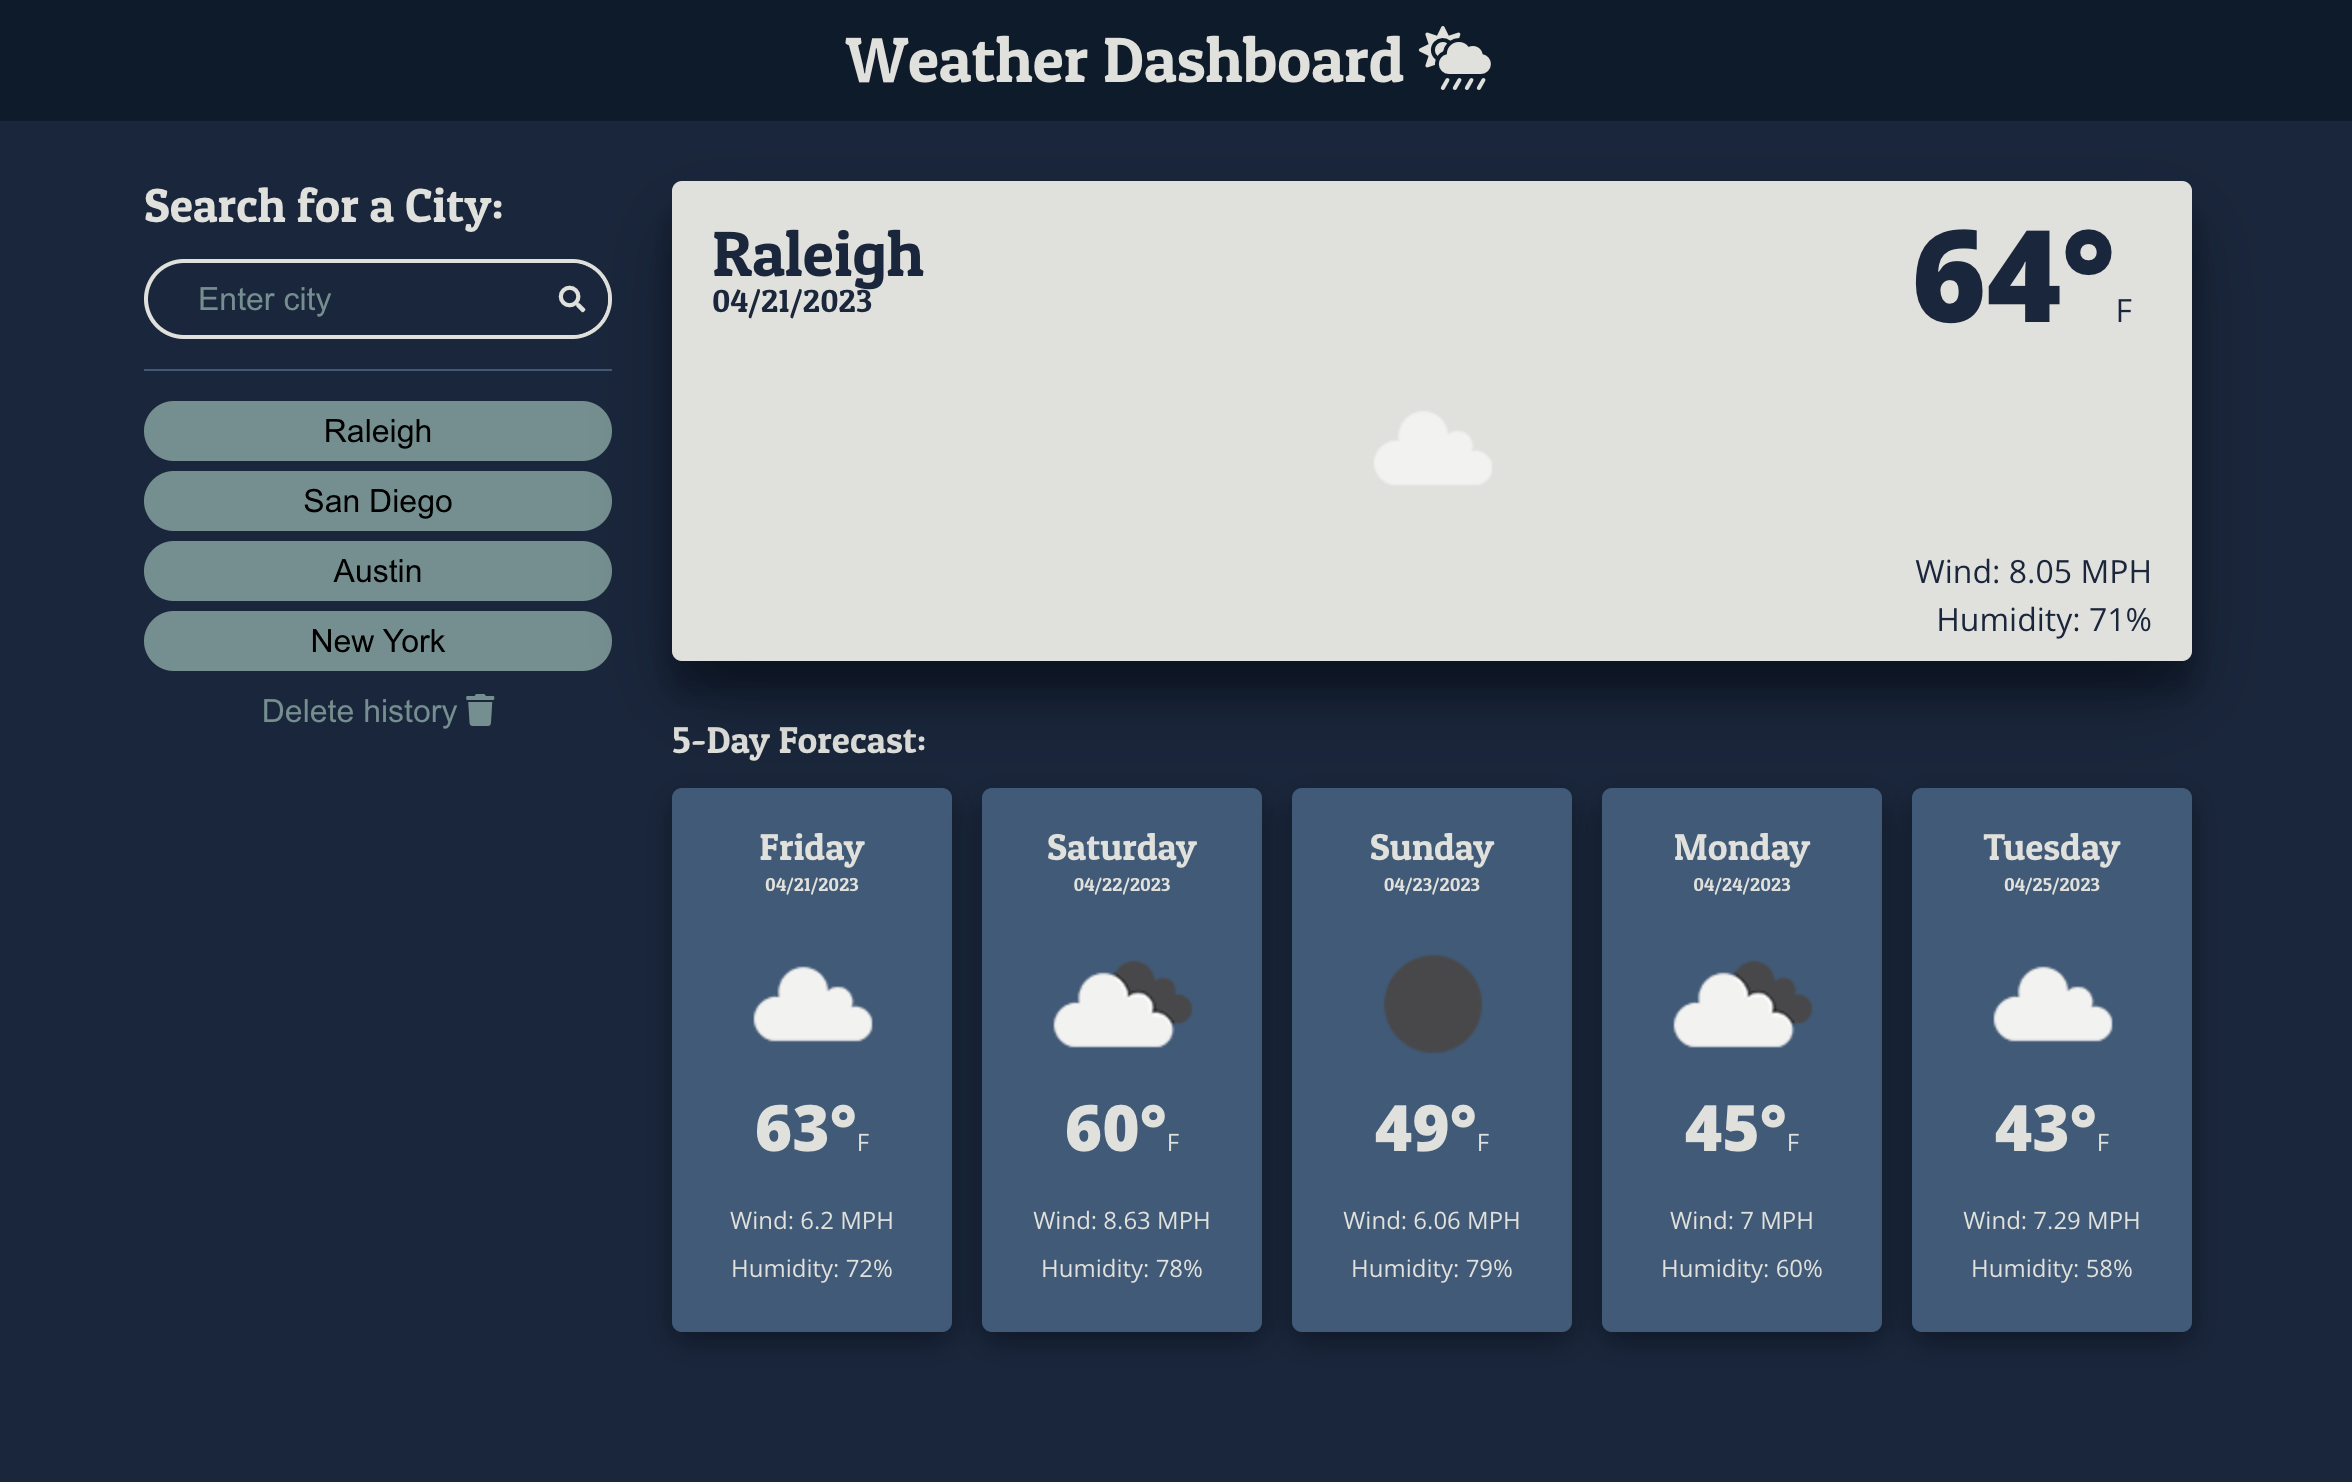 Weather Dashboard
Search for a City:
Enter city
Raleigh
San Diego
Austin
New York
Delete history
Raleigh
04/21/2023
64°F
Wind: 8.05 MPH
Humidity: 71%
5-Day Forecast:
Friday
04/21/2023
63°F
Wind: 6.2 MPH
Humidity: 72%
Saturday
04/22/2023
60°F
Wind: 8.63 MPH
Humidity: 78%
Sunday
04/23/2023
49°F
Wind: 6.06 MPH
Humidity: 79%
Monday
04/24/2023
45°F
Wind: 7 MPH
Humidity: 60%
Tuesday
04/25/2023
43°F
Wind: 7.29 MPH
Humidity: 58%